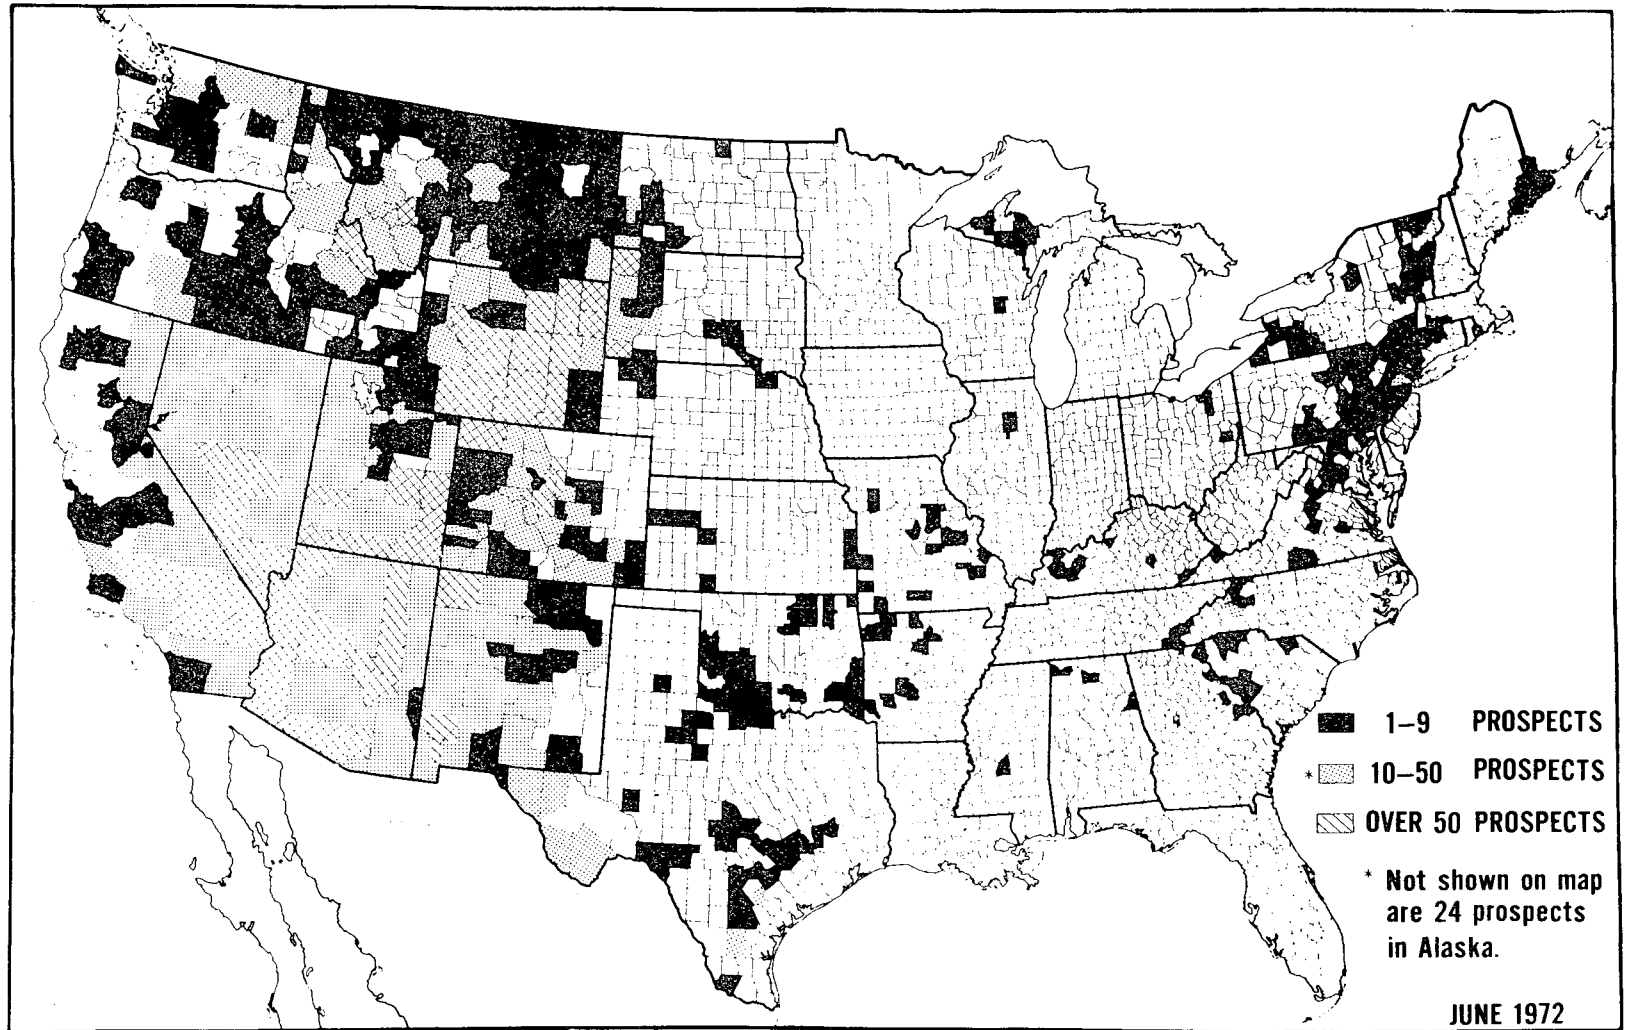 1–9 PROSPECTS
* 10–50 PROSPECTS
OVER 50 PROSPECTS
* Not shown on map
are 24 prospects
in Alaska.
JUNE 1972